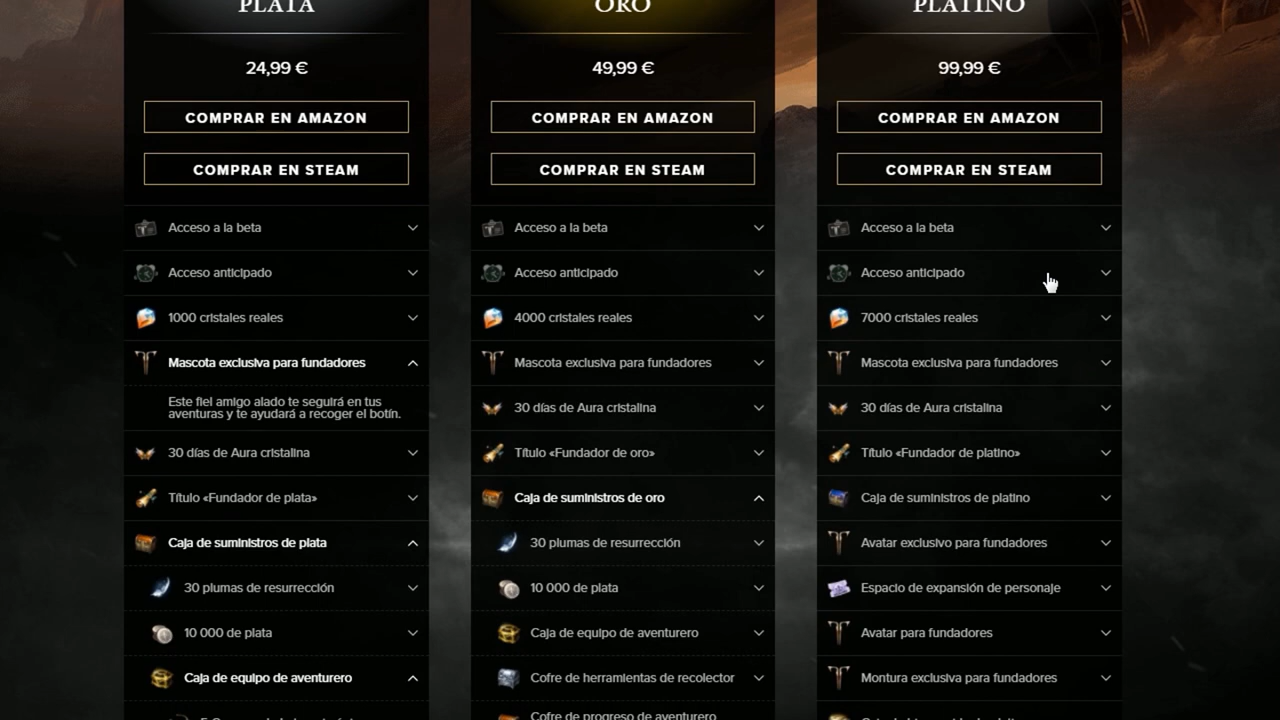 PLATA
24,99 €
COMPRAR EN AMAZON
COMPRAR EN STEAM
Acceso a la beta
Acceso anticipado
1000 cristales reales
Mascota exclusiva para fundadores
Este fiel amigo alado te seguirá en tus
aventuras y te ayudará a recoger el botín.
30 días de Aura cristalina
Título «Fundador de plata»
Caja de suministros de plata
30 plumas de resurrección
10 000 de plata
Caja de equipo de aventurero
ORO
49,99 €
COMPRAR EN AMAZON
COMPRAR EN STEAM
Acceso a la beta
Acceso anticipado
4000 cristales reales
Mascota exclusiva para fundadores
30 días de Aura cristalina
Título «Fundador de oro»
Caja de suministros de oro
30 plumas de resurrección
10 000 de plata
Caja de equipo de aventurero
Cofre de herramientas de recolector
Cofre de progreso de aventurero
PLATINO
99,99 €
COMPRAR EN AMAZON
COMPRAR EN STEAM
Acceso a la beta
Acceso anticipado
7000 cristales reales
Mascota exclusiva para fundadores
30 días de Aura cristalina
Título «Fundador de platino»
Caja de suministros de platino
Avatar exclusivo para fundadores
Espacio de expansión de personaje
Avatar para fundadores
Montura exclusiva para fundadores